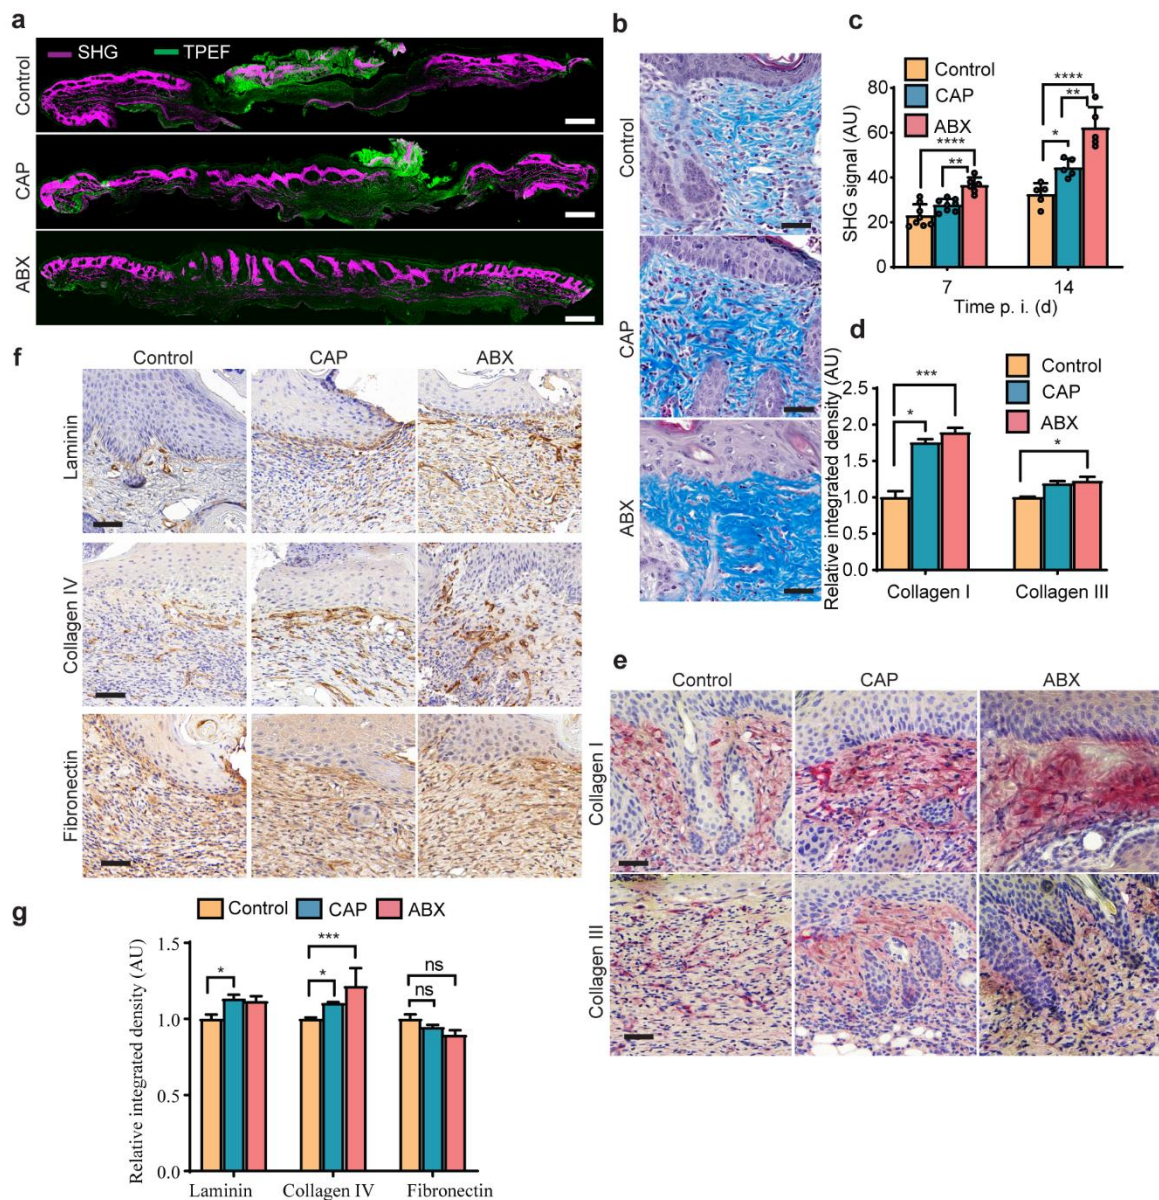 a
SHG TPEF
Control
CAP
ABX
b
Control
CAP
ABX
c
Control
CAP
ABX
SHG signal (AU)
80
60
40
20
0
****
**
****
**
*
7 14
Time p. i. (d)
d
Control
CAP
ABX
Relative integrated density (AU)
2.5
2.0
1.5
1.0
0.5
0.0
***
*
*
Collagen I Collagen III
f
Control CAP ABX
Laminin
Collagen IV
Fibronectin
e
Control CAP ABX
Collagen I
Collagen III
g
Control CAP ABX
Relative integrated density (AU)
1.5
1.0
0.5
0.0
*
***
*
ns
ns
Laminin Collagen IV Fibronectin